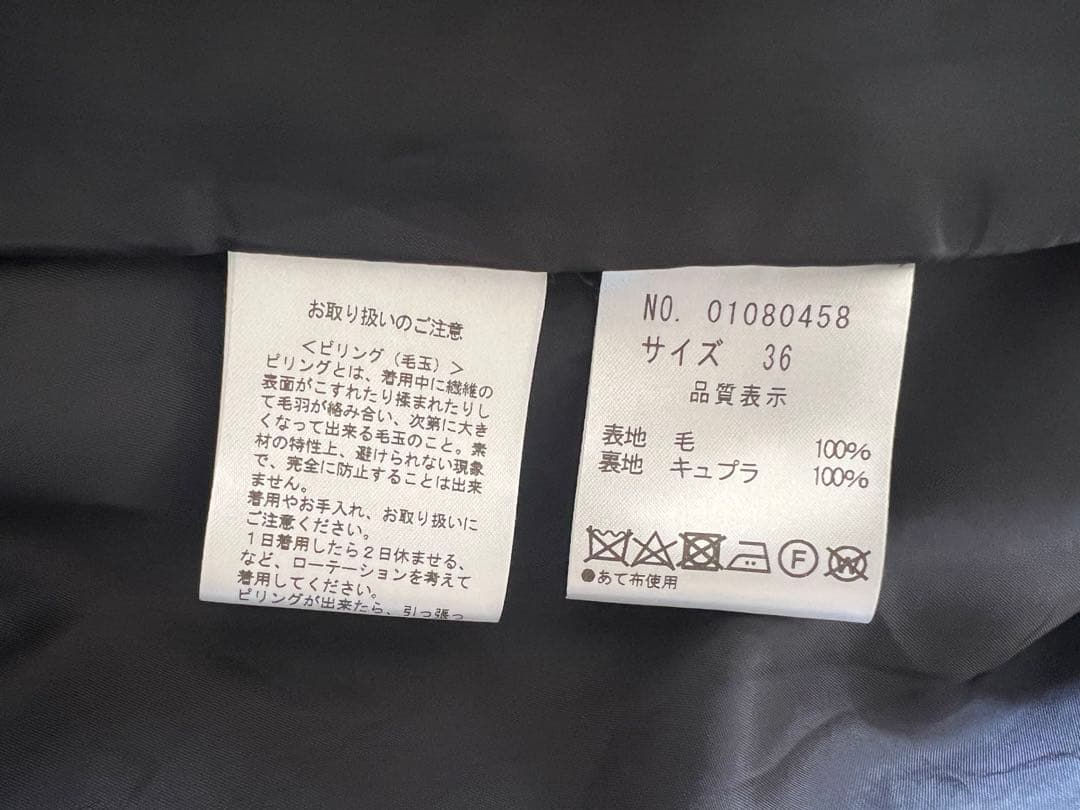 お取り扱いのご注意
＜ピリング（毛玉）＞
ピリングとは、着用中に繊維の
表面がこすれたり揉まれたりし
て毛羽が絡み合い、次第に大き
くなって出来る毛玉のこと。素
材の特性上、避けられない現象
で、完全に防止することは出来
ません。
着用やお手入れ、お取り扱いに
ご注意ください。
１日着用したら２日休ませる、
など、ローテーションを考えて
着用してください。
ピリングが出来たら、引っ張っ
NO. 01080458
サイズ 36
品質表示
表地 毛 100%
裏地 キュプラ 100%
F
W
●あて布使用